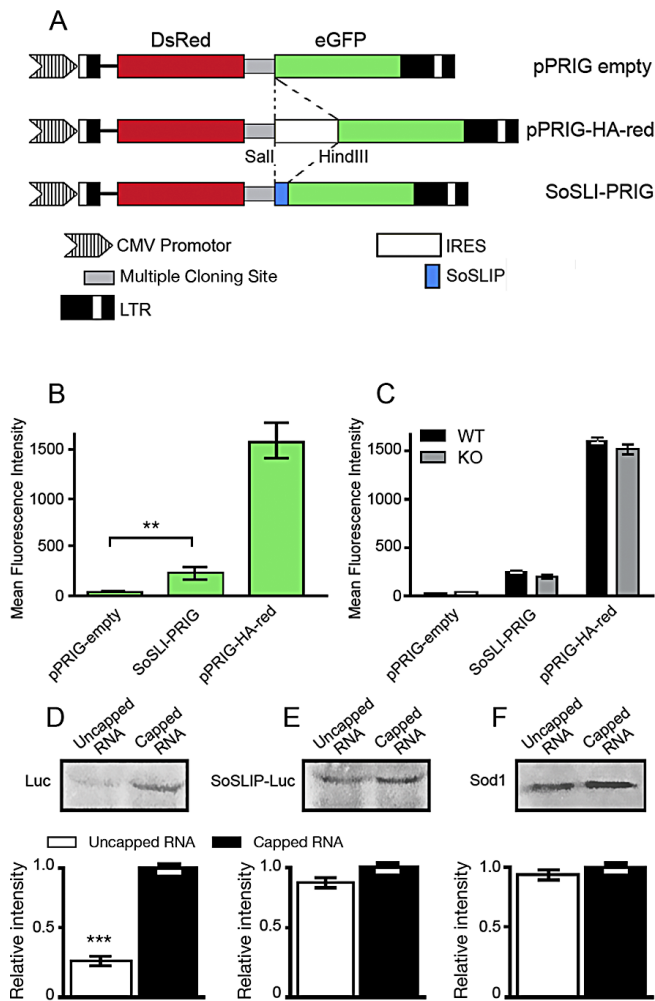 A
DsRed
eGFP
pPRIG empty
pPRIG-HA-red
SalI
HindIII
SoSLI-PRIG
CMV Promotor
IRES
Multiple Cloning Site
SoSLIP
LTR
B
Mean Fluorescence Intensity
1500
1000
500
0
**
pPRIG-empty
SoSLI-PRIG
pPRIG-HA-red
C
Mean Fluorescence Intensity
1500
1000
500
0
WT
KO
pPRIG-empty
SoSLI-PRIG
pPRIG-HA-red
D
Uncapped RNA
Capped RNA
Luc
E
Uncapped RNA
Capped RNA
SoSLIP-Luc
F
Uncapped RNA
Capped RNA
Sod1
Uncapped RNA
Capped RNA
Relative intensity
1.0
0.5
0
***
Relative intensity
1.0
0.5
0
Relative intensity
1.0
0.5
0